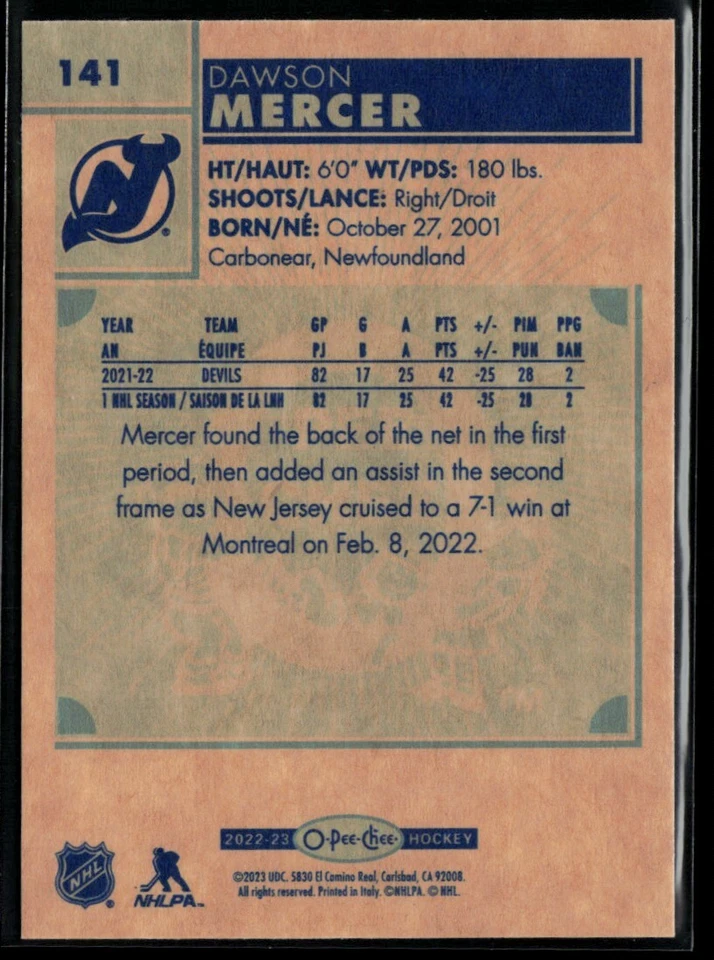 141
DAWSON
MERCER
HT/HAUT: 6'0" WT/PDS: 180 lbs.
SHOOTS/LANCE: Right/Droit
BORN/NÉ: October 27, 2001
Carbonear, Newfoundland
YEAR TEAM GP G A PTS +/- PIM PPG
AN ÉQUIPE PJ B A PTS +/- PUN BAN
2021-22 DEVILS 82 17 25 42 -25 28 2
1 NHL SEASON / SAISON DE LA LNH 82 17 25 42 -25 28 2
Mercer found the back of the net in the first
period, then added an assist in the second
frame as New Jersey cruised to a 7-1 win at
Montreal on Feb. 8, 2022.
2022-23 O-Pee-Chee HOCKEY
NHL ® NHLPA™
©2023 UDC. 5830 El Camino Real, Carlsbad, CA 92008.
All rights reserved. Printed in Italy. ©NHLPA. © NHL.